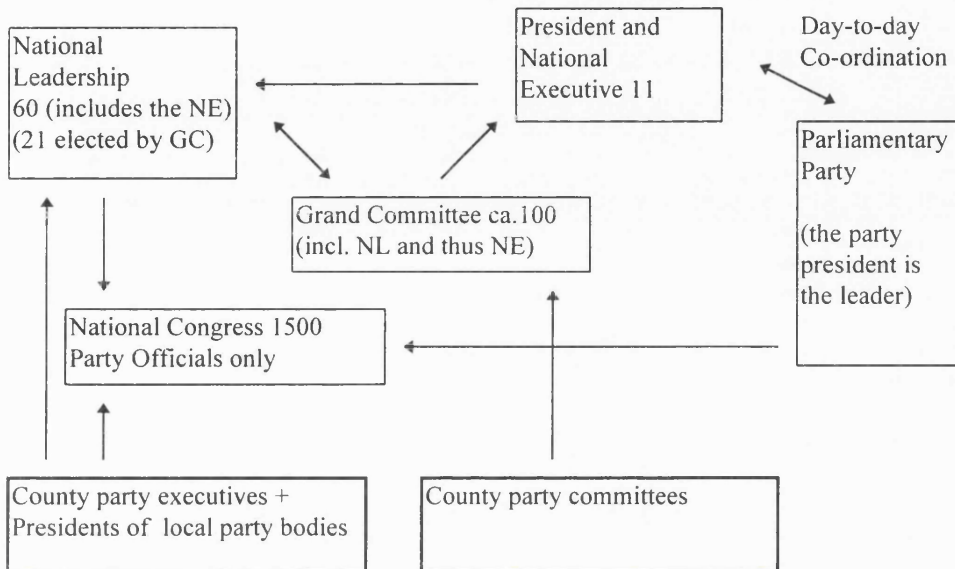 National
Leadership
60 (includes the NE)
(21 elected by GC)
President and
National
Executive 11
Day-to-day
Co-ordination
Parliamentary
Party
(the party
president is
the leader)
Grand Committee ca.100
(incl. NL and thus NE)
National Congress 1500
Party Officials only
County party executives +
Presidents of local party bodies
County party committees